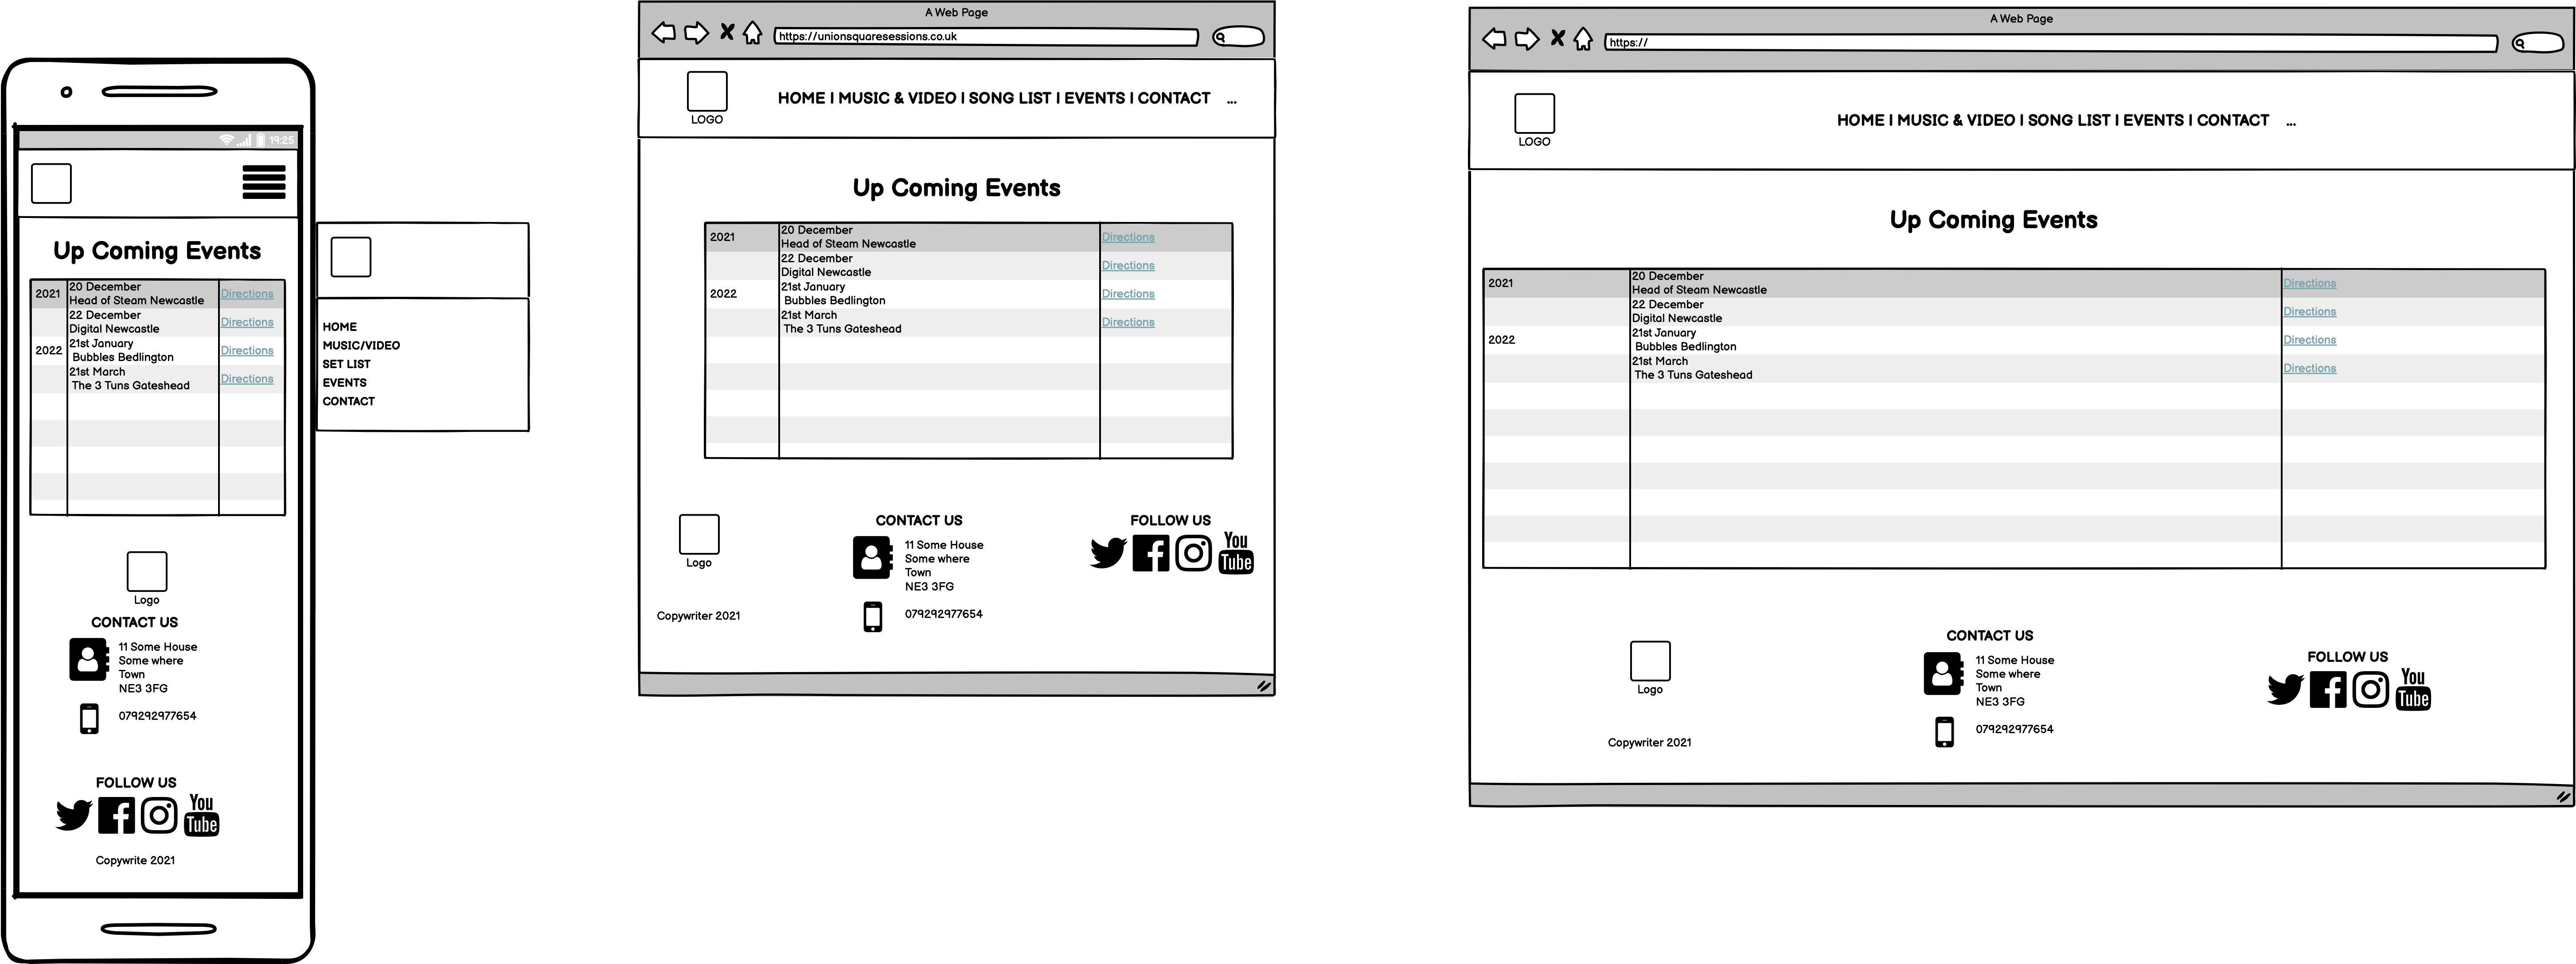 19:25
Up Coming Events
2021
20 December
Head of Steam Newcastle
Directions
22 December
Digital Newcastle
Directions
2022
21st January
Bubbles Bedlington
Directions
21st March
The 3 Tuns Gateshead
Directions
Logo
CONTACT US
11 Some House
Some where
Town
NE3 3FG
079292977654
FOLLOW US
You
Tube
Copywrite 2021
HOME
MUSIC/VIDEO
SET LIST
EVENTS
CONTACT
A Web Page
https://unionsquaresessions.co.uk
LOGO
HOME | MUSIC & VIDEO | SONG LIST | EVENTS | CONTACT ...
Up Coming Events
2021
20 December
Head of Steam Newcastle
Directions
22 December
Digital Newcastle
Directions
2022
21st January
Bubbles Bedlington
Directions
21st March
The 3 Tuns Gateshead
Directions
Logo
Copywriter 2021
CONTACT US
11 Some House
Some where
Town
NE3 3FG
079292977654
FOLLOW US
You
Tube
A Web Page
https://
LOGO
HOME | MUSIC & VIDEO | SONG LIST | EVENTS | CONTACT ...
Up Coming Events
2021
20 December
Head of Steam Newcastle
Directions
22 December
Digital Newcastle
Directions
2022
21st January
Bubbles Bedlington
Directions
21st March
The 3 Tuns Gateshead
Directions
Logo
Copywriter 2021
CONTACT US
11 Some House
Some where
Town
NE3 3FG
079292977654
FOLLOW US
You
Tube